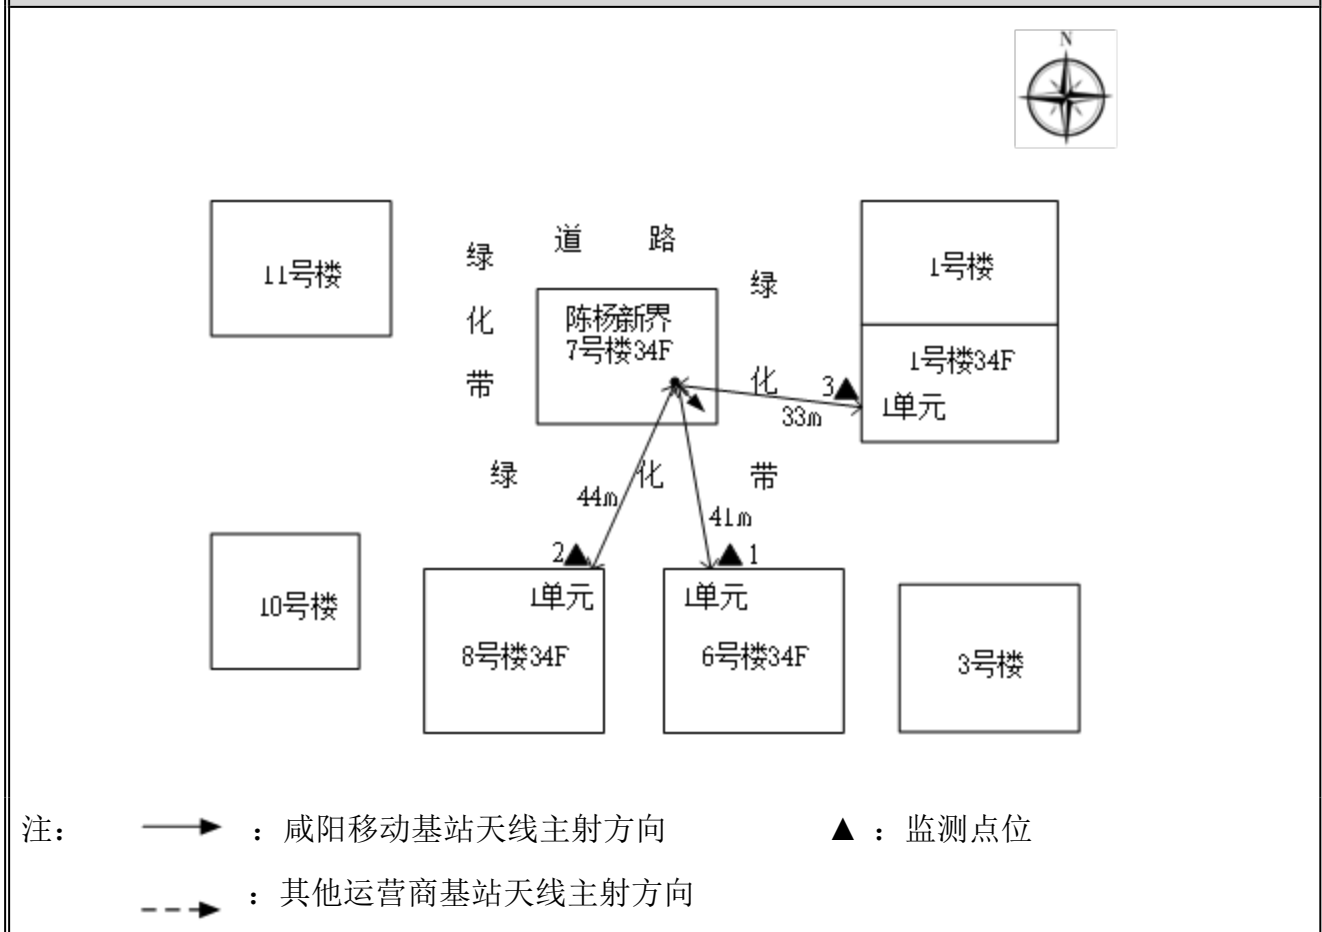 N
11号楼
绿
化
带
道 路
绿
化
陈杨新界
7号楼34F
1号楼
1号楼34F
1单元
3▲
33m
绿 化 带
44m
41m
2▲
▲1
10号楼
1单元
8号楼34F
1单元
6号楼34F
3号楼
注： ：咸阳移动基站天线主射方向 ▲：监测点位
：其他运营商基站天线主射方向